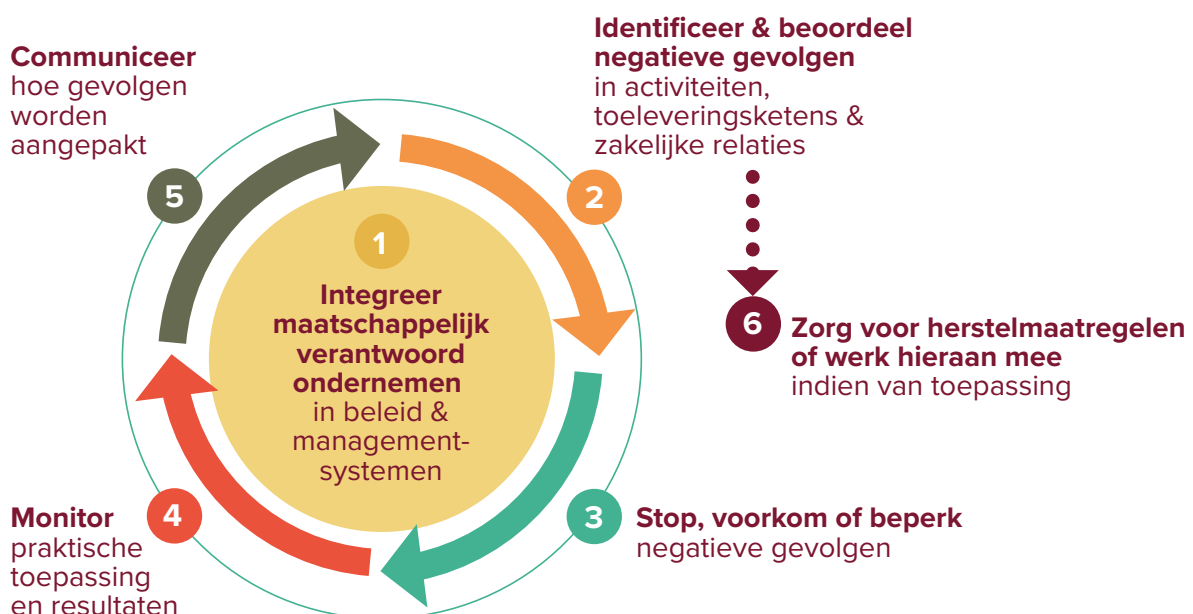 1
Integreer
maatschappelijk
verantwoord
ondernemen
in beleid &
management-
systemen
2
Identificeer & beoordeel
negatieve gevolgen
in activiteiten,
toeleveringsketens &
zakelijke relaties
3
Stop, voorkom of beperk
negatieve gevolgen
4
Monitor
praktische
toepassing
en resultaten
5
Communiceer
hoe gevolgen
worden
aangepakt
6
Zorg voor herstelmaatregelen
of werk hieraan mee
indien van toepassing